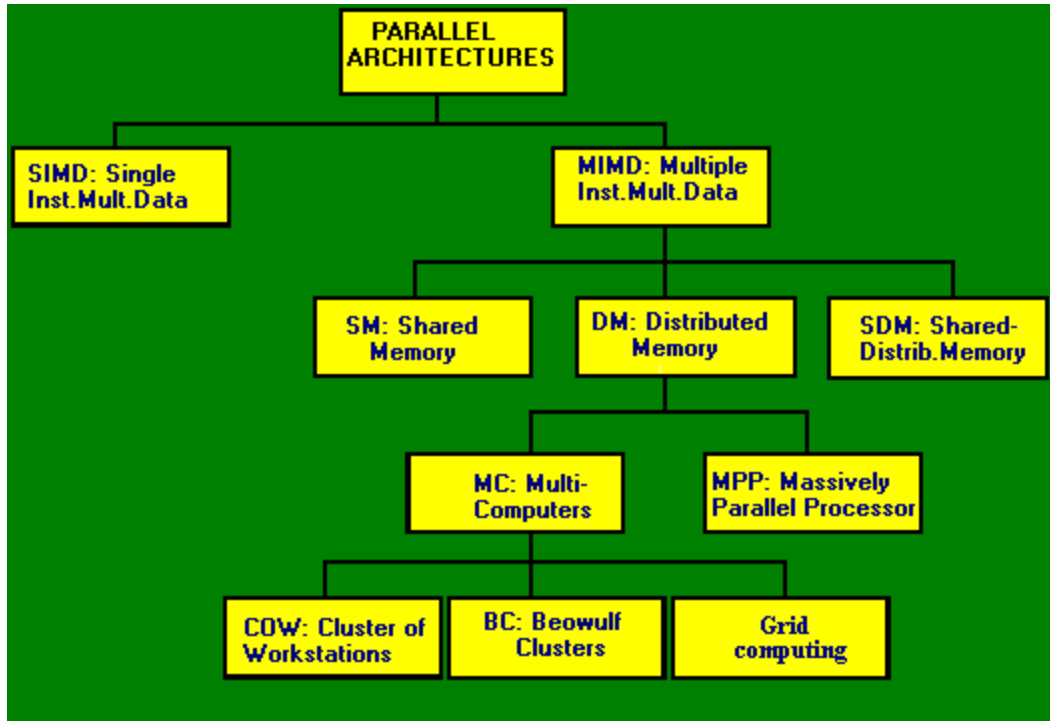 PARALLEL
ARCHITECTURES
SIMD: Single
Inst.Mult.Data
MIMD: Multiple
Inst.Mult.Data
SM: Shared
Memory
DM: Distributed
Memory
SDM: Shared-
Distrib.Memory
MC: Multi-
Computers
MPP: Massively
Parallel Processor
COW: Cluster of
Workstations
BC: Beowulf
Clusters
Grid
computing